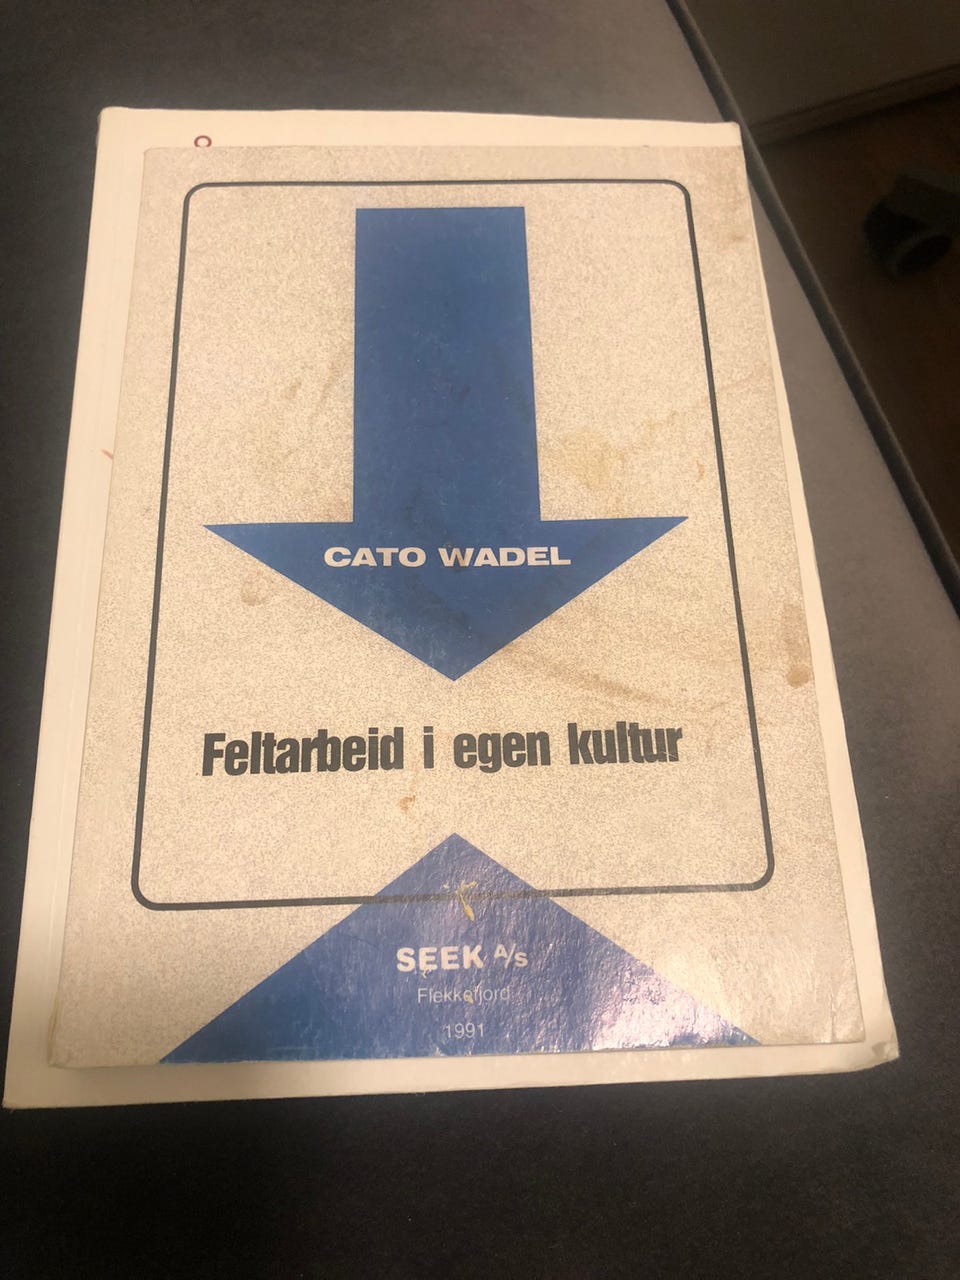 CATO WADEL
Feltarbeid i egen kultur
SEEK A/S
Flekkefjord
1991